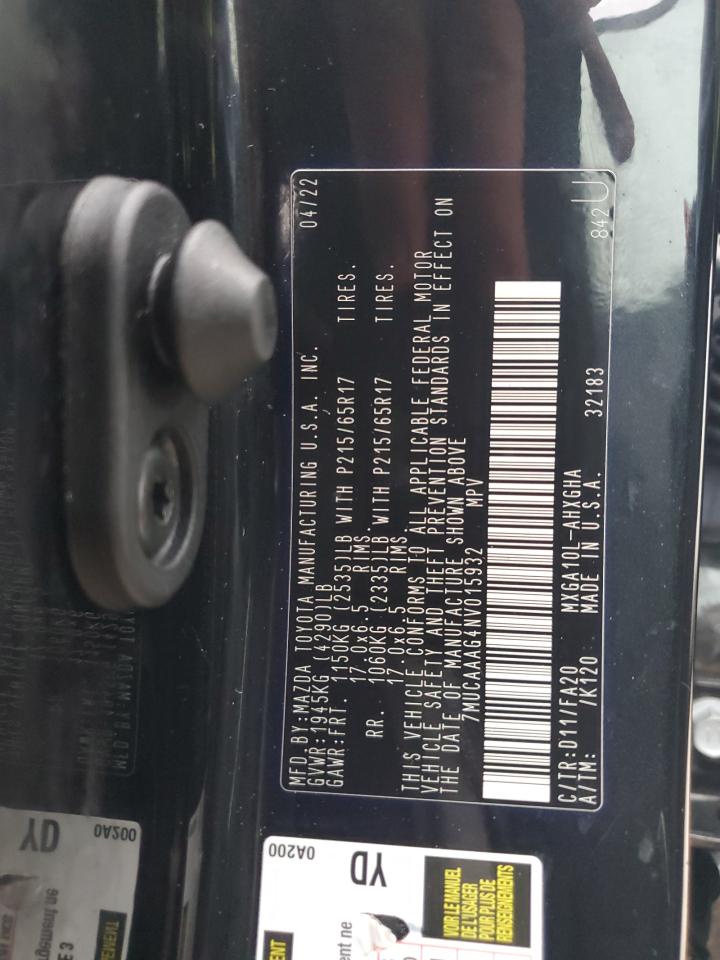 MFD.BY:MAZDA TOYOTA MANUFACTURING U.S.A. INC. 04/22
GVWR:1945KG (4290)LB
GAWR:FRT. 1150KG (2535)LB WITH P215/65R17 TIRES.
17.0x6.5 RIMS.
RR. 1060KG (2335)LB WITH P215/65R17 TIRES.
17.0x6.5 RIMS
THIS VEHICLE CONFORMS TO ALL APPLICABLE FEDERAL MOTOR
VEHICLE SAFETY AND THEFT PREVENTION STANDARDS IN EFFECT ON
THE DATE OF MANUFACTURE SHOWN ABOVE
7MUCAAAG4NV015932 MPV
C/TR:D117/FA20 MXGA10L-AHXGHA
A/TM: /K120 MADE IN U.S.A. 32183 842U
0A200
YD
VOIR LE MANUEL
DE L'USAGER
POUR PLUS DE
RENSEIGNEMENTS